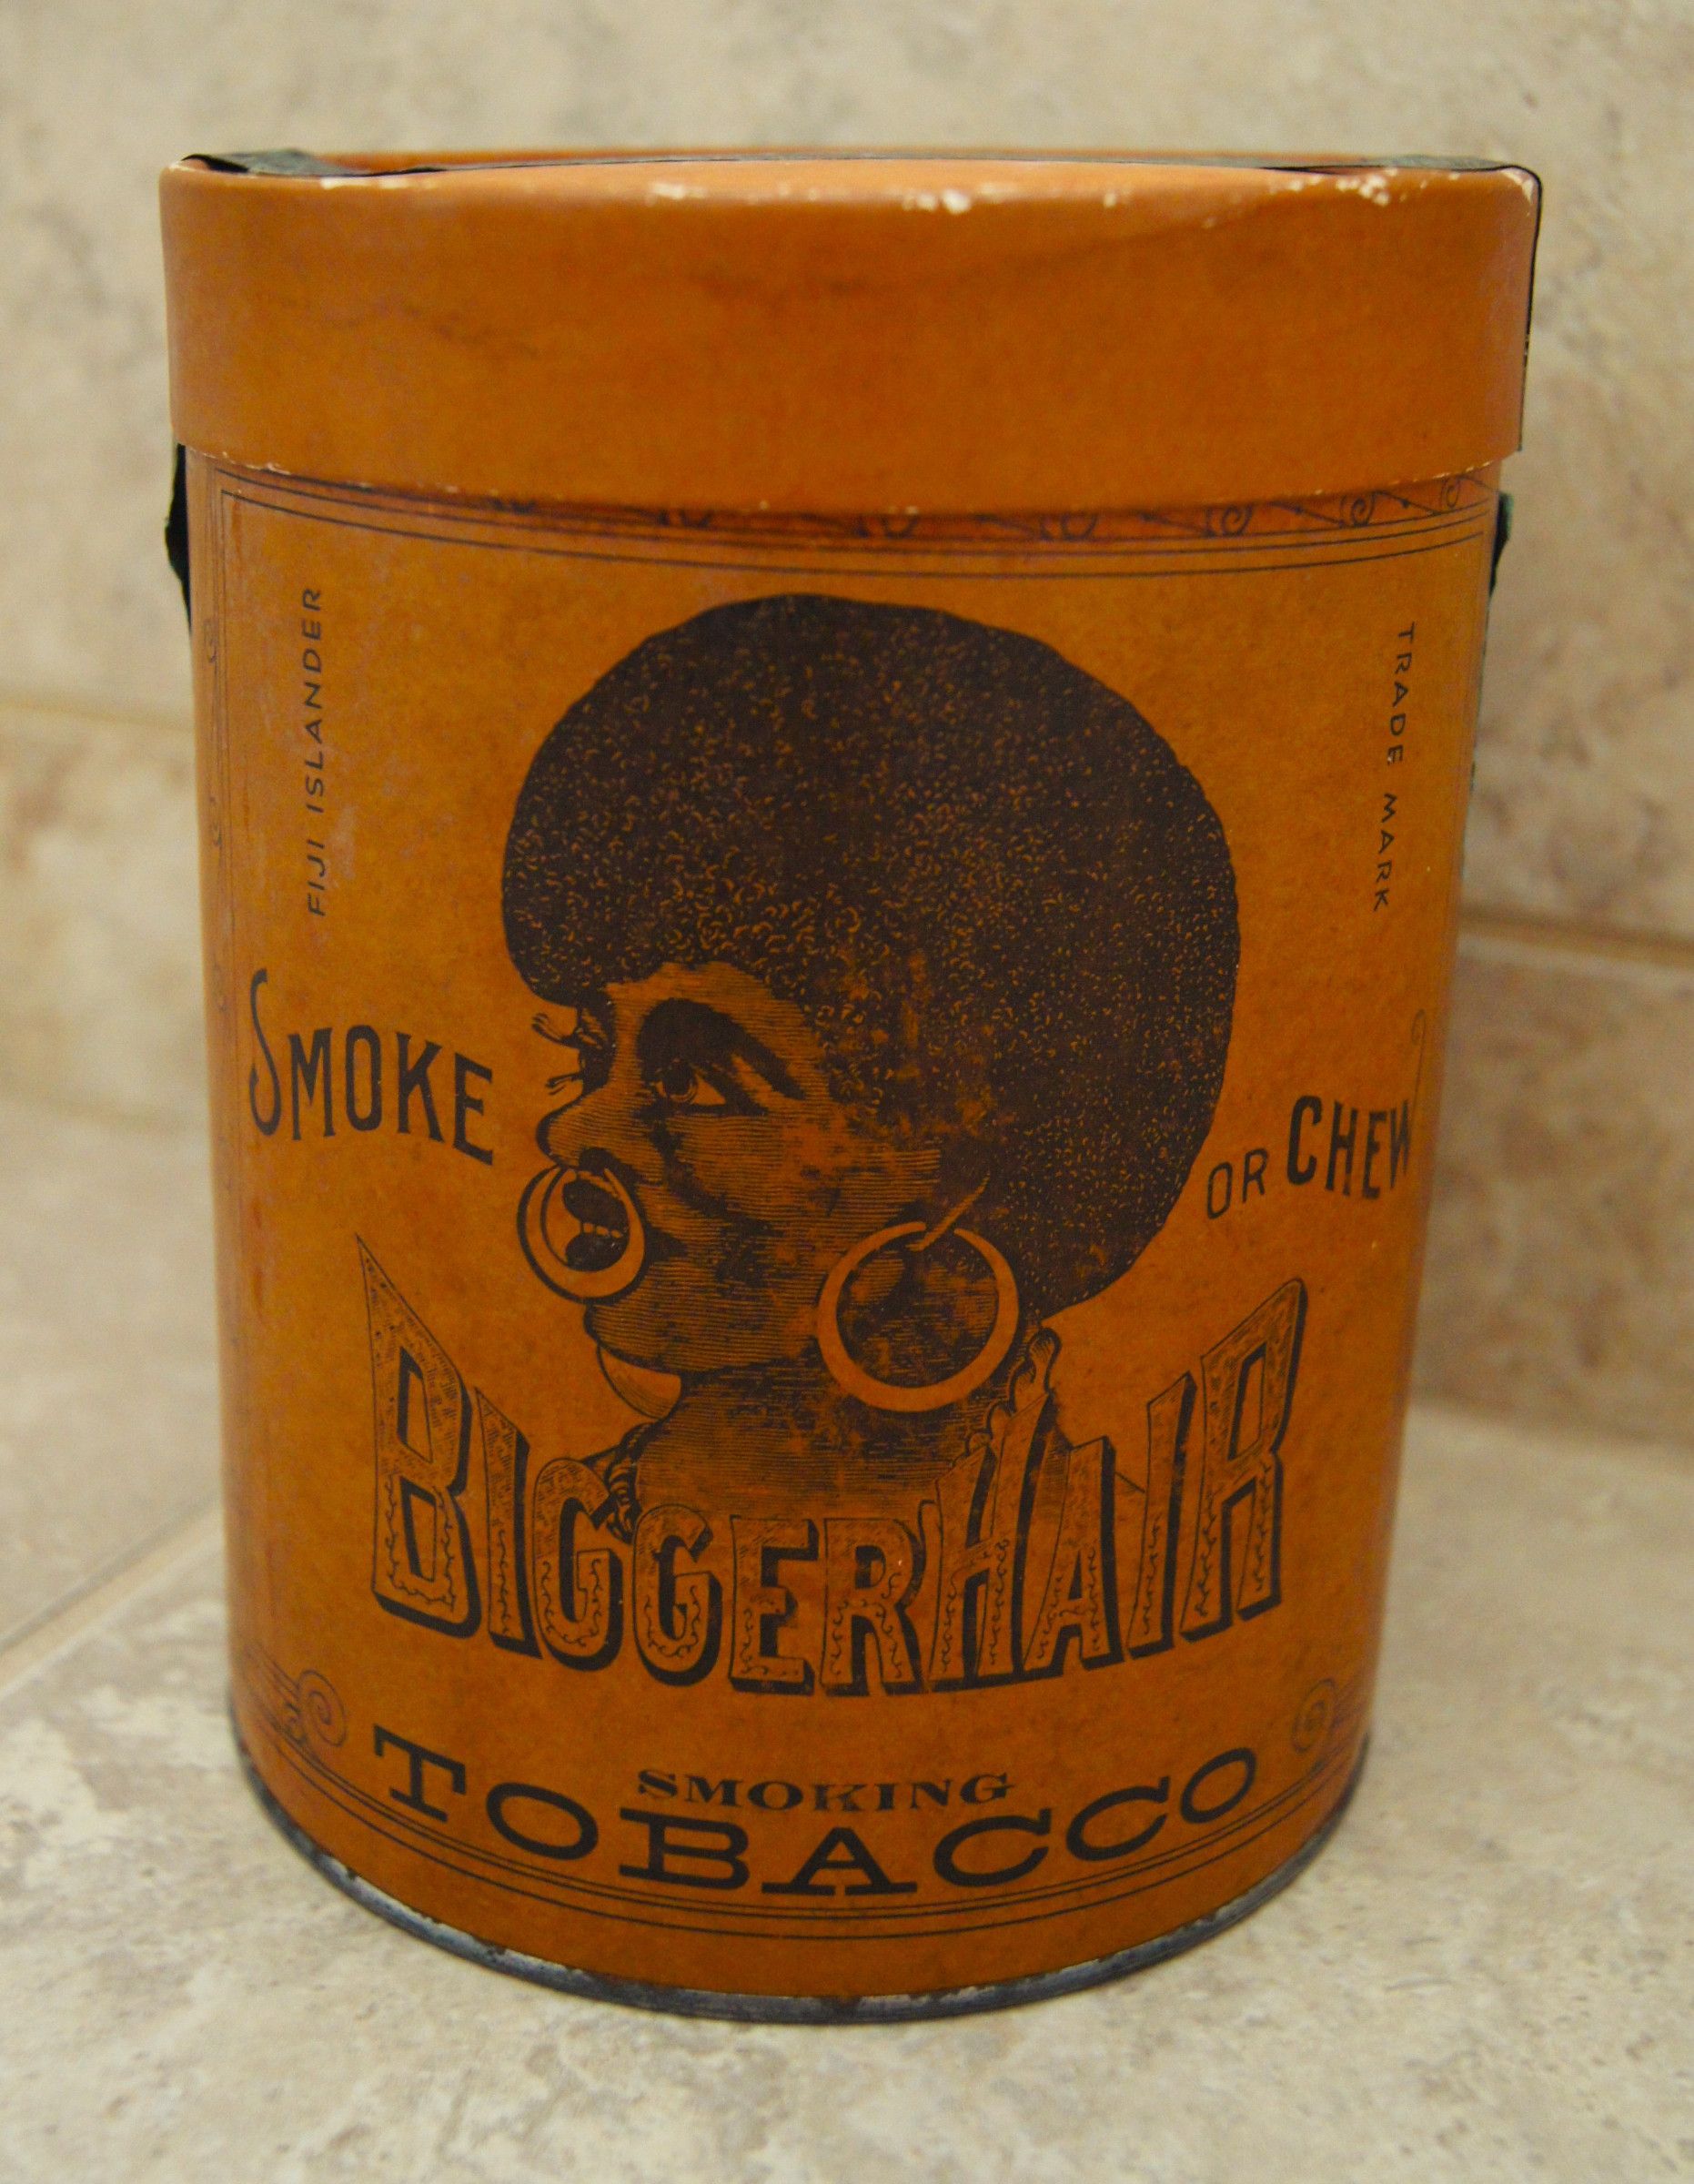 FIJI ISLANDER
TRADE MARK
SMOKE
OR CHEW
BIGGERHAIR
SMOKING
TOBACCO